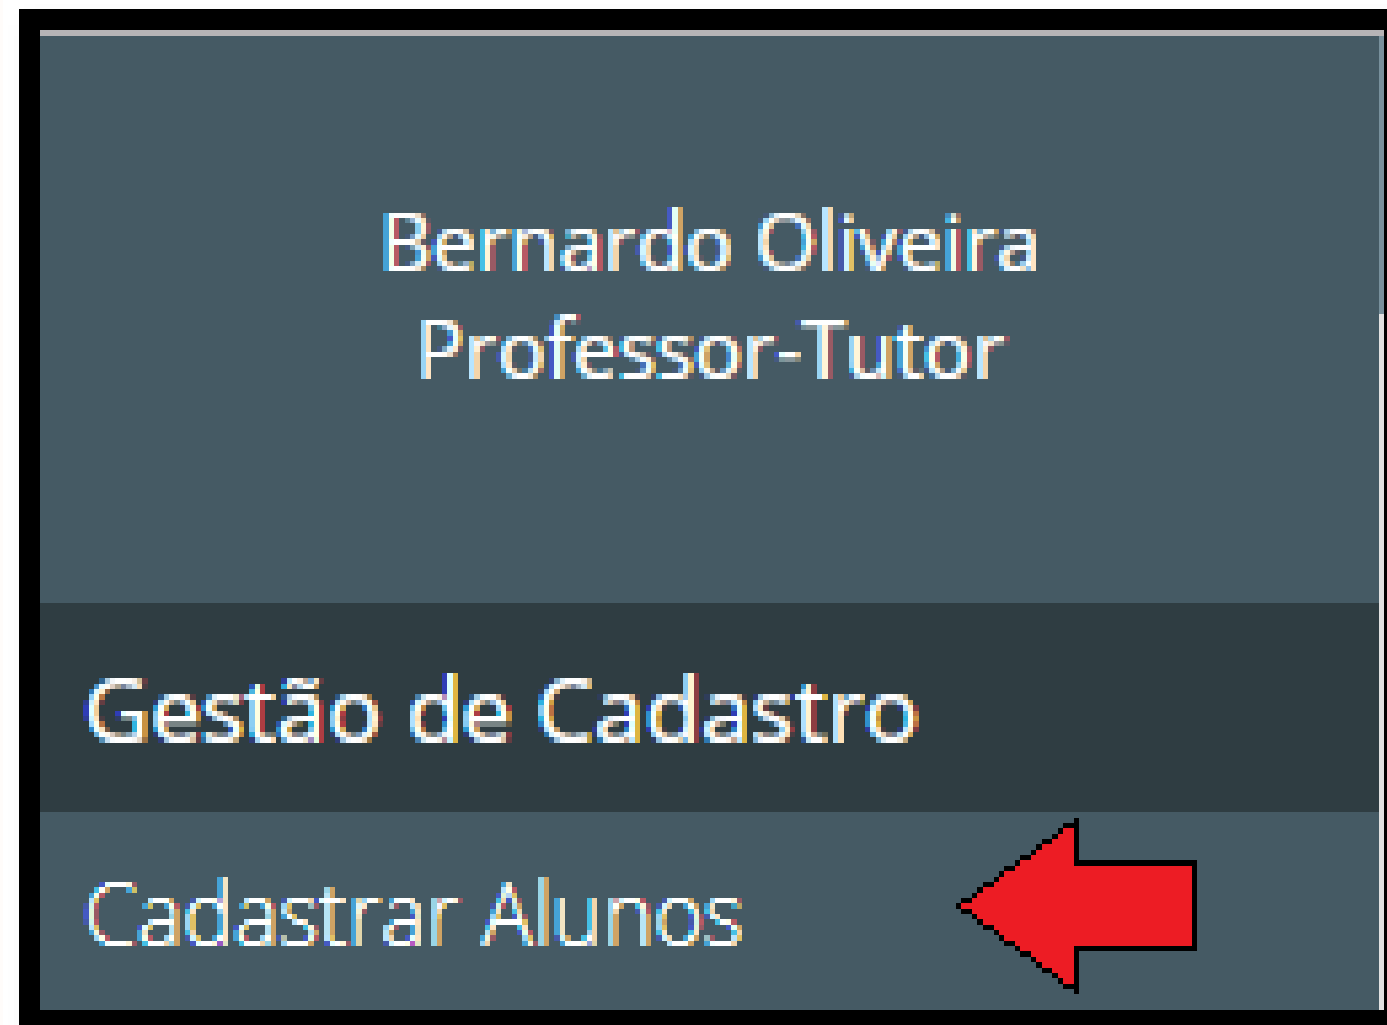 Bernardo Oliveira
Professor-Tutor
Gestão de Cadastro
Cadastrar Alunos